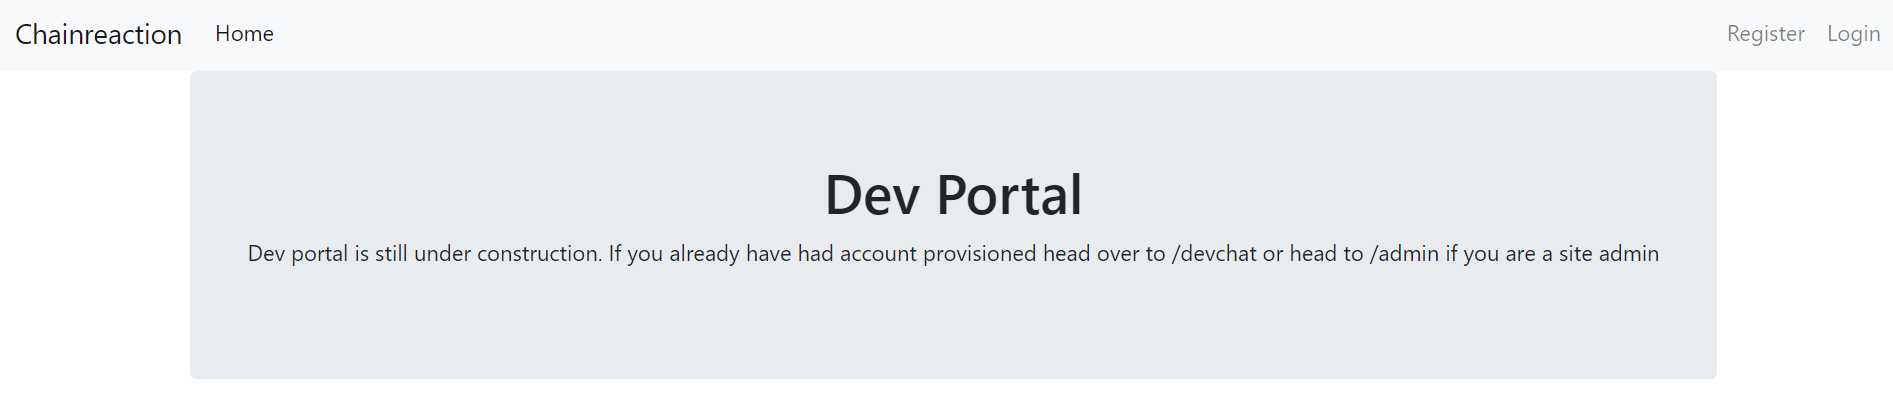 Chainreaction Home Register Login
Dev Portal
Dev portal is still under construction. If you already have had account provisioned head over to /devchat or head to /admin if you are a site admin